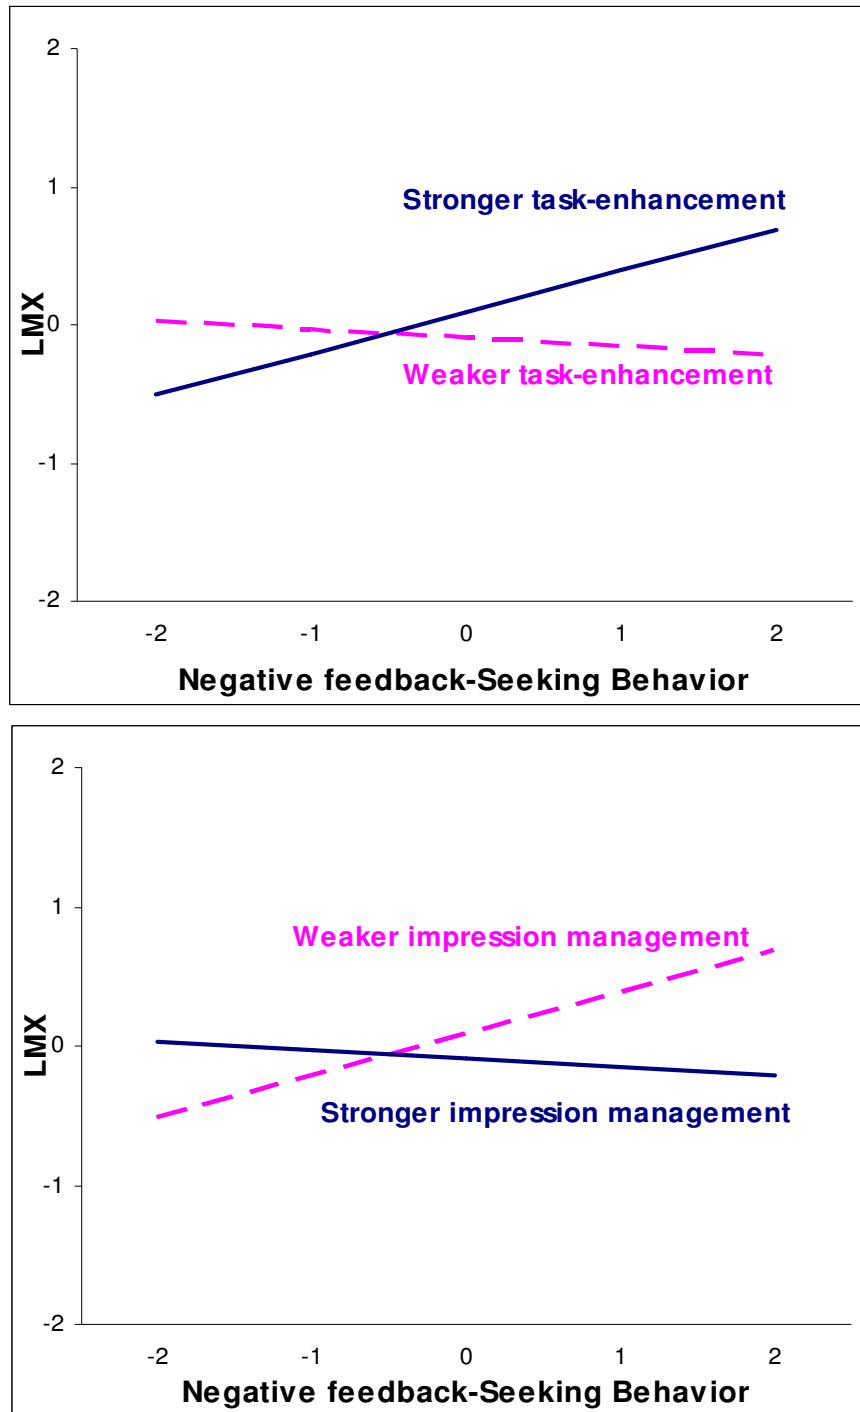 2
1
Stronger task-enhancement
LMX
0
Weaker task-enhancement
-1
-2
-2 -1 0 1 2
Negative feedback-Seeking Behavior
2
1
Weaker impression management
LMX
0
Stronger impression management
-1
-2
-2 -1 0 1 2
Negative feedback-Seeking Behavior